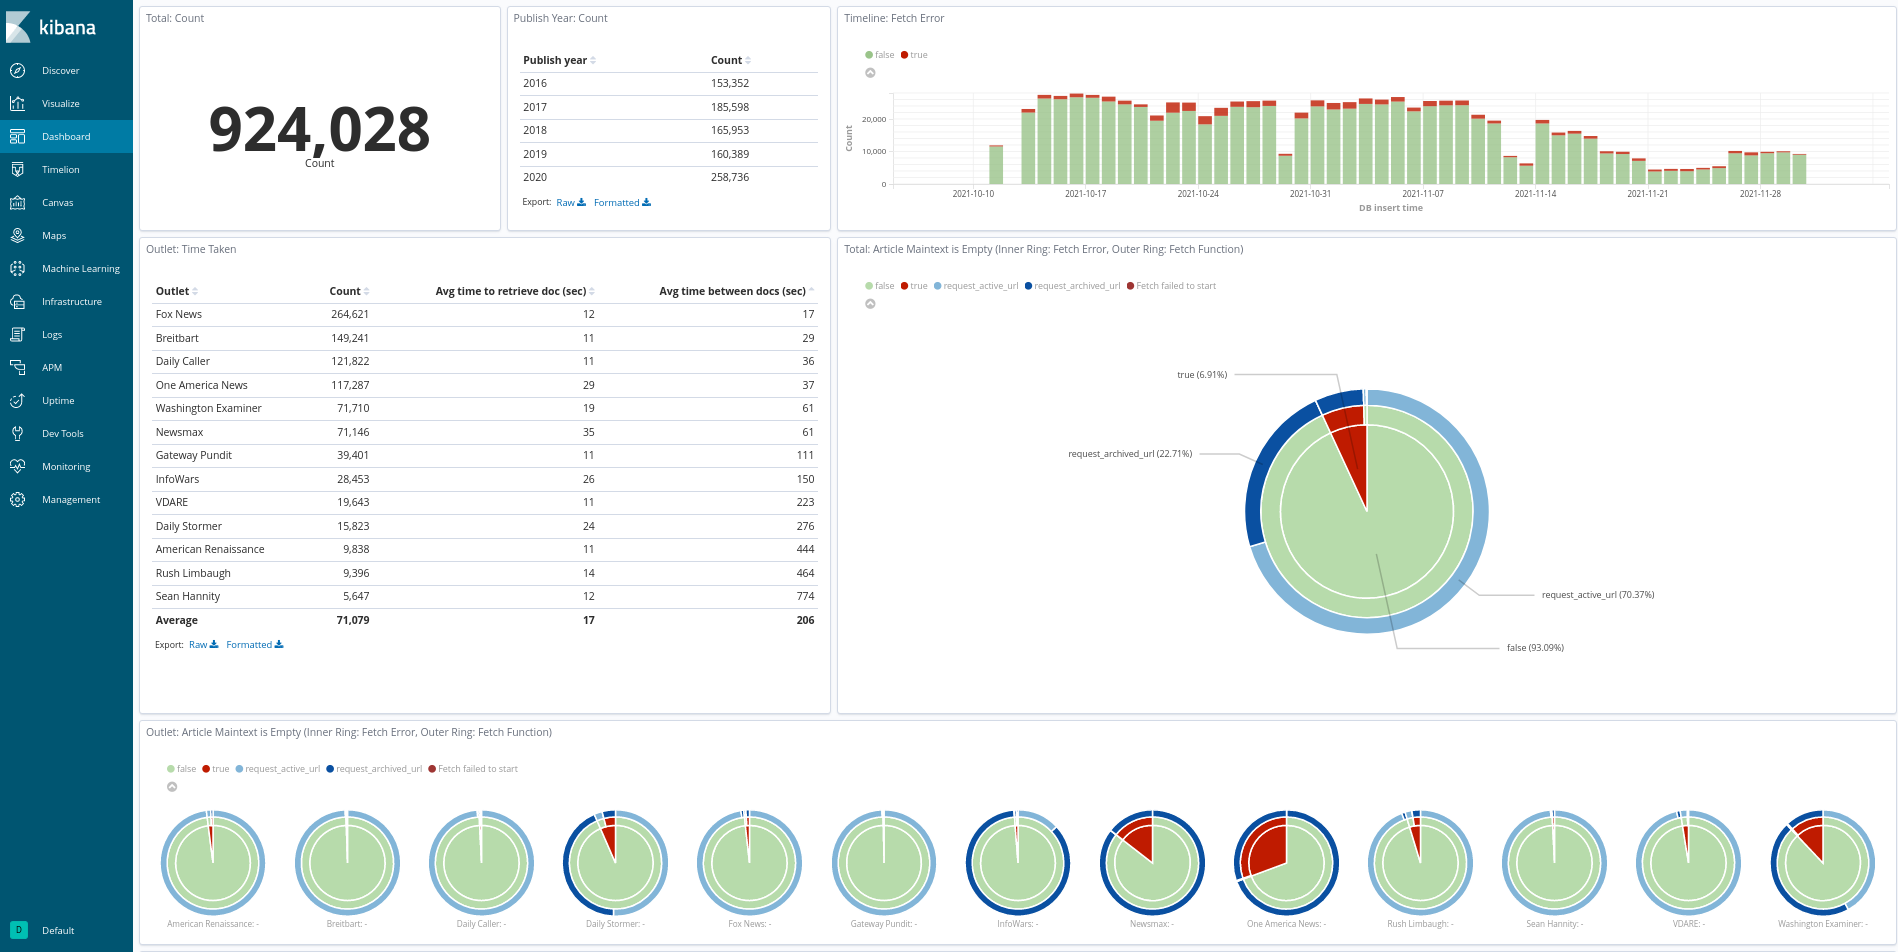 kibana
Discover
Visualize
Dashboard
Timelion
Canvas
Maps
Machine Learning
Infrastructure
Logs
APM
Uptime
Dev Tools
Monitoring
Management
D Default
Total: Count
924,028
Count
Publish Year: Count
Publish year Count
2016 153,352
2017 185,598
2018 165,953
2019 160,389
2020 258,736
Export: Raw Formatted
Timeline: Fetch Error
false true
Count
20,000
10,000
0
2021-10-10 2021-10-17 2021-10-24 2021-10-31 2021-11-07 2021-11-14 2021-11-21 2021-11-28
DB insert time
Outlet: Time Taken
Outlet Count Avg time to retrieve doc (sec) Avg time between docs (sec)
Fox News 264,621 12 17
Breitbart 149,241 11 29
Daily Caller 121,822 11 36
One America News 117,287 29 37
Washington Examiner 71,710 19 61
Newsmax 71,146 35 61
Gateway Pundit 39,401 11 111
InfoWars 28,453 26 150
VDARE 19,643 11 223
Daily Stormer 15,823 24 276
American Renaissance 9,838 11 444
Rush Limbaugh 9,396 14 464
Sean Hannity 5,647 12 774
Average 71,079 17 206
Export: Raw Formatted
Total: Article Maintext is Empty (Inner Ring: Fetch Error, Outer Ring: Fetch Function)
false true request_active_url request_archived_url Fetch failed to start
true (6.91%)
request_archived_url (22.71%)
request_active_url (70.37%)
false (93.09%)
Outlet: Article Maintext is Empty (Inner Ring: Fetch Error, Outer Ring: Fetch Function)
false true request_active_url request_archived_url Fetch failed to start
American Renaissance: - Breitbart: - Daily Caller: - Daily Stormer: - Fox News: - Gateway Pundit: - InfoWars: - Newsmax: - One America News: - Rush Limbaugh: - Sean Hannity: - VDARE: - Washington Examiner: -